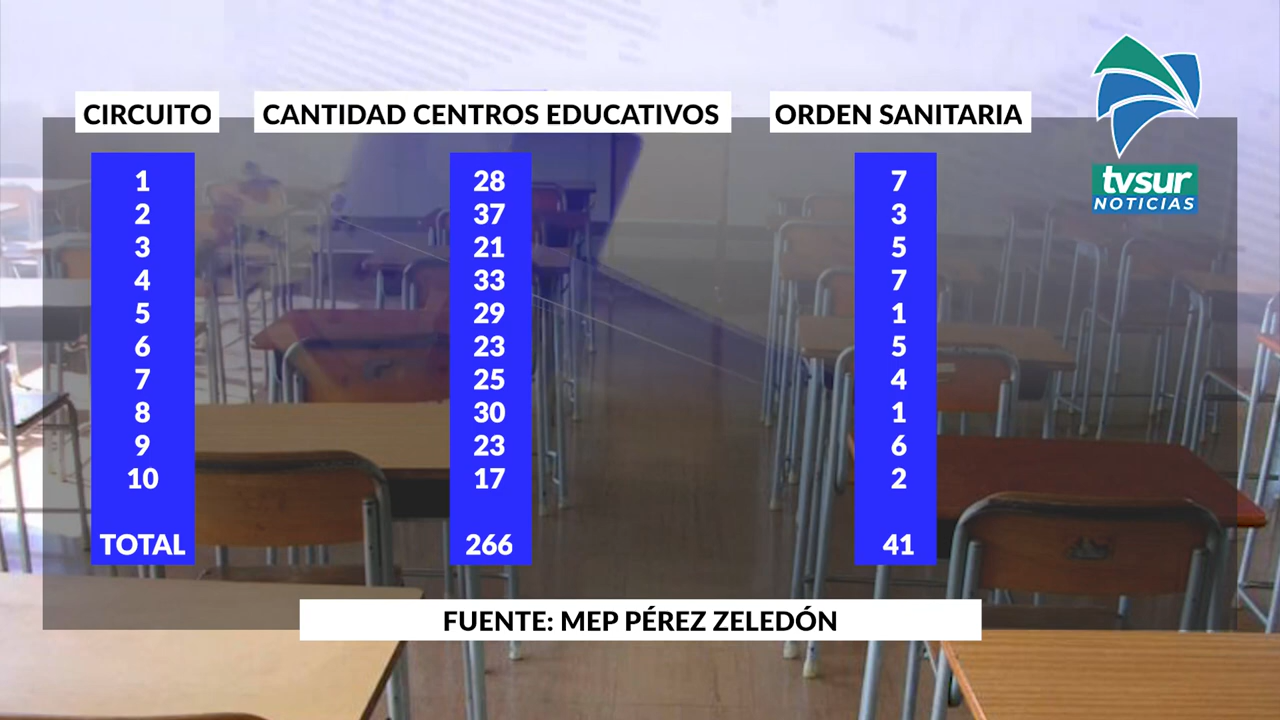 CIRCUITO CANTIDAD CENTROS EDUCATIVOS ORDEN SANITARIA
tvsur
NOTICIAS
1 28 7
2 37 3
3 21 5
4 33 7
5 29 1
6 23 5
7 25 4
8 30 1
9 23 6
10 17 2
TOTAL 266 41
FUENTE: MEP PÉREZ ZELEDÓN